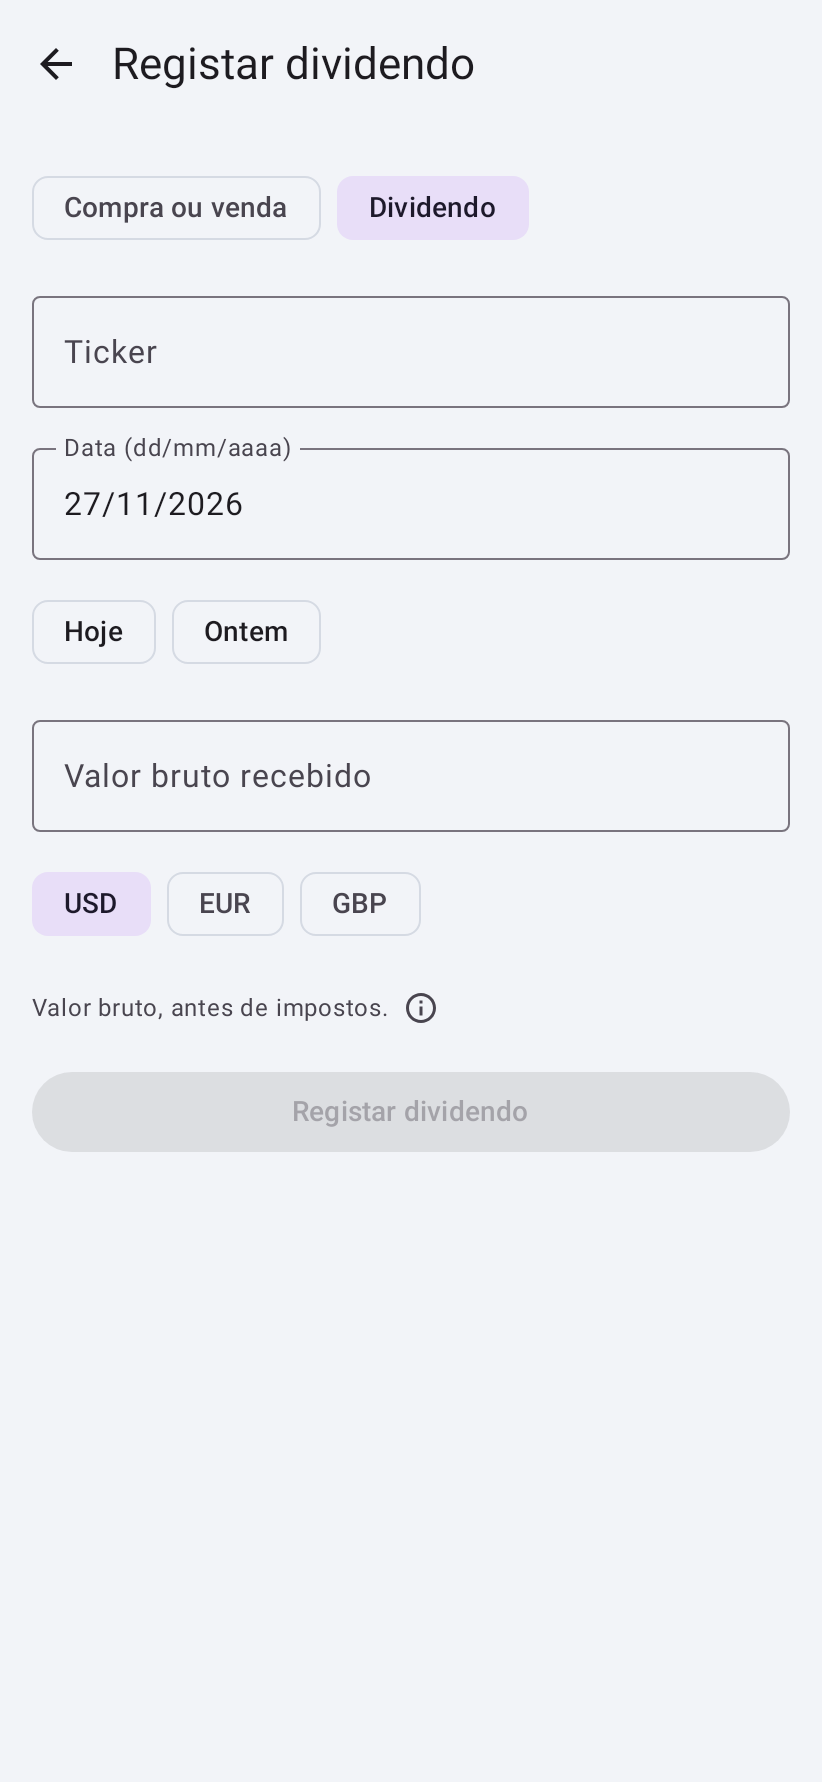 Registar dividendo
Compra ou venda
Dividendo
Ticker
Data (dd/mm/aaaa)
27/11/2026
Hoje
Ontem
Valor bruto recebido
USD
EUR
GBP
Valor bruto, antes de impostos.
Registar dividendo